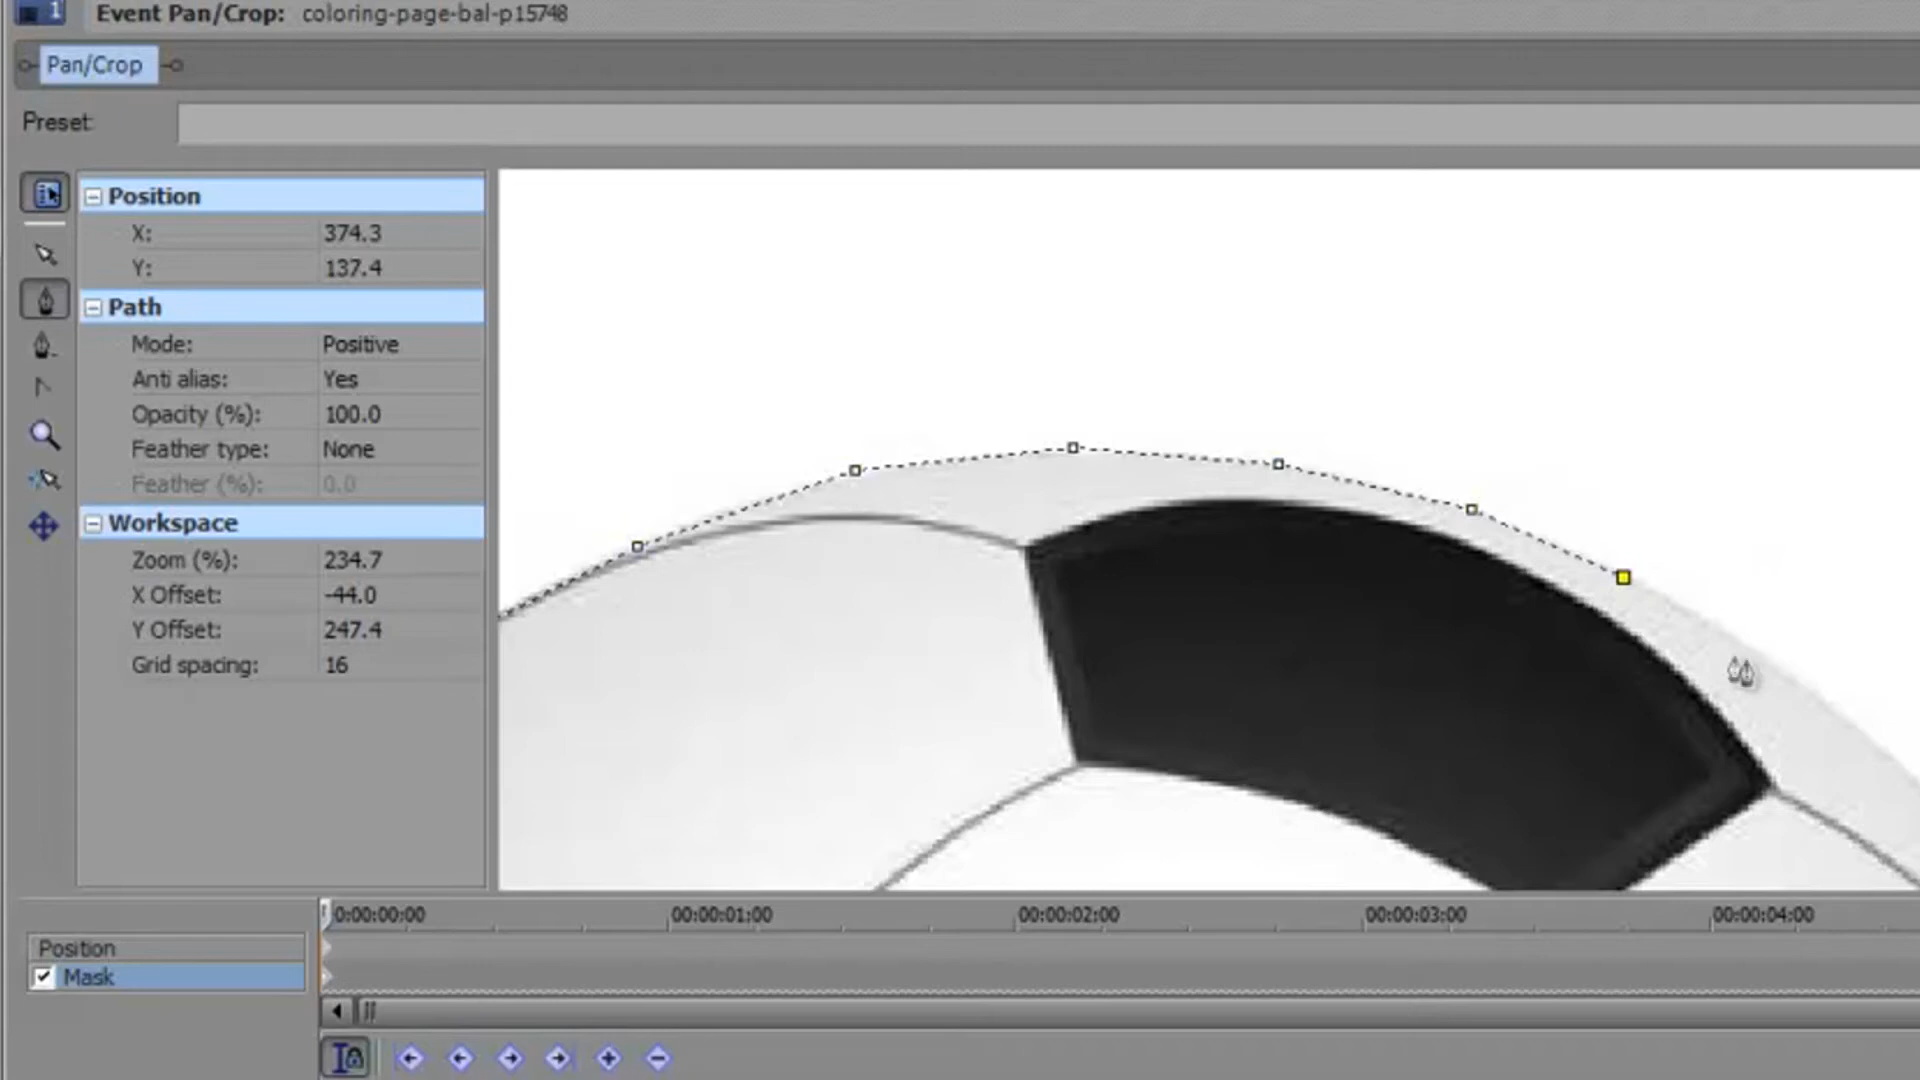 1 Event Pan/Crop: coloring-page-bal-p15748
Pan/Crop
Preset:
Position
X: 374.3
Y: 137.4
Path
Mode: Positive
Anti alias: Yes
Opacity (%): 100.0
Feather type: None
Feather (%): 0.0
Workspace
Zoom (%): 234.7
X Offset: -44.0
Y Offset: 247.4
Grid spacing: 16
0:00:00:00 00:00:01:00 00:00:02:00 00:00:03:00 00:00:04:00
Position
Mask